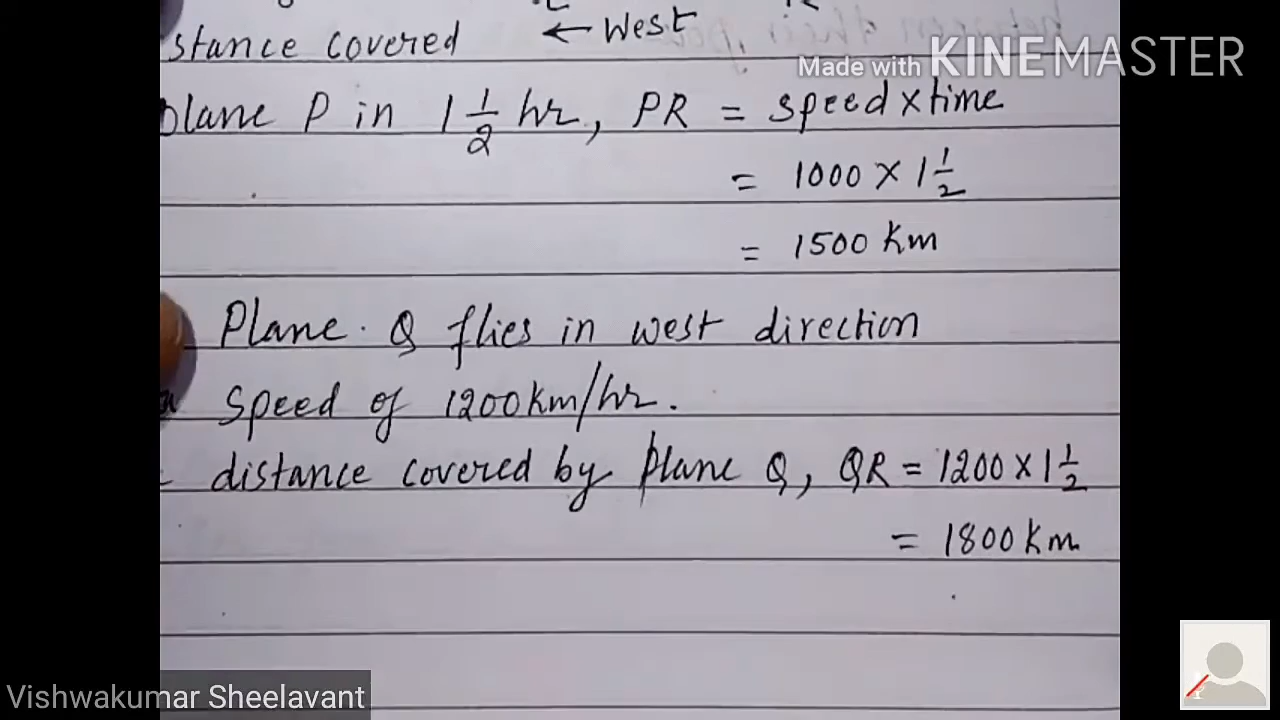 stance covered ← West
Made with KINEMASTER
plane P in 1 1/2 hr, PR = speed × time
= 1000 × 1 1/2
= 1500 km
Plane Q flies in west direction
Speed of 1200 km/hr.
distance covered by plane Q, QR = 1200 × 1 1/2
= 1800 km
Vishwakumar Sheelavant